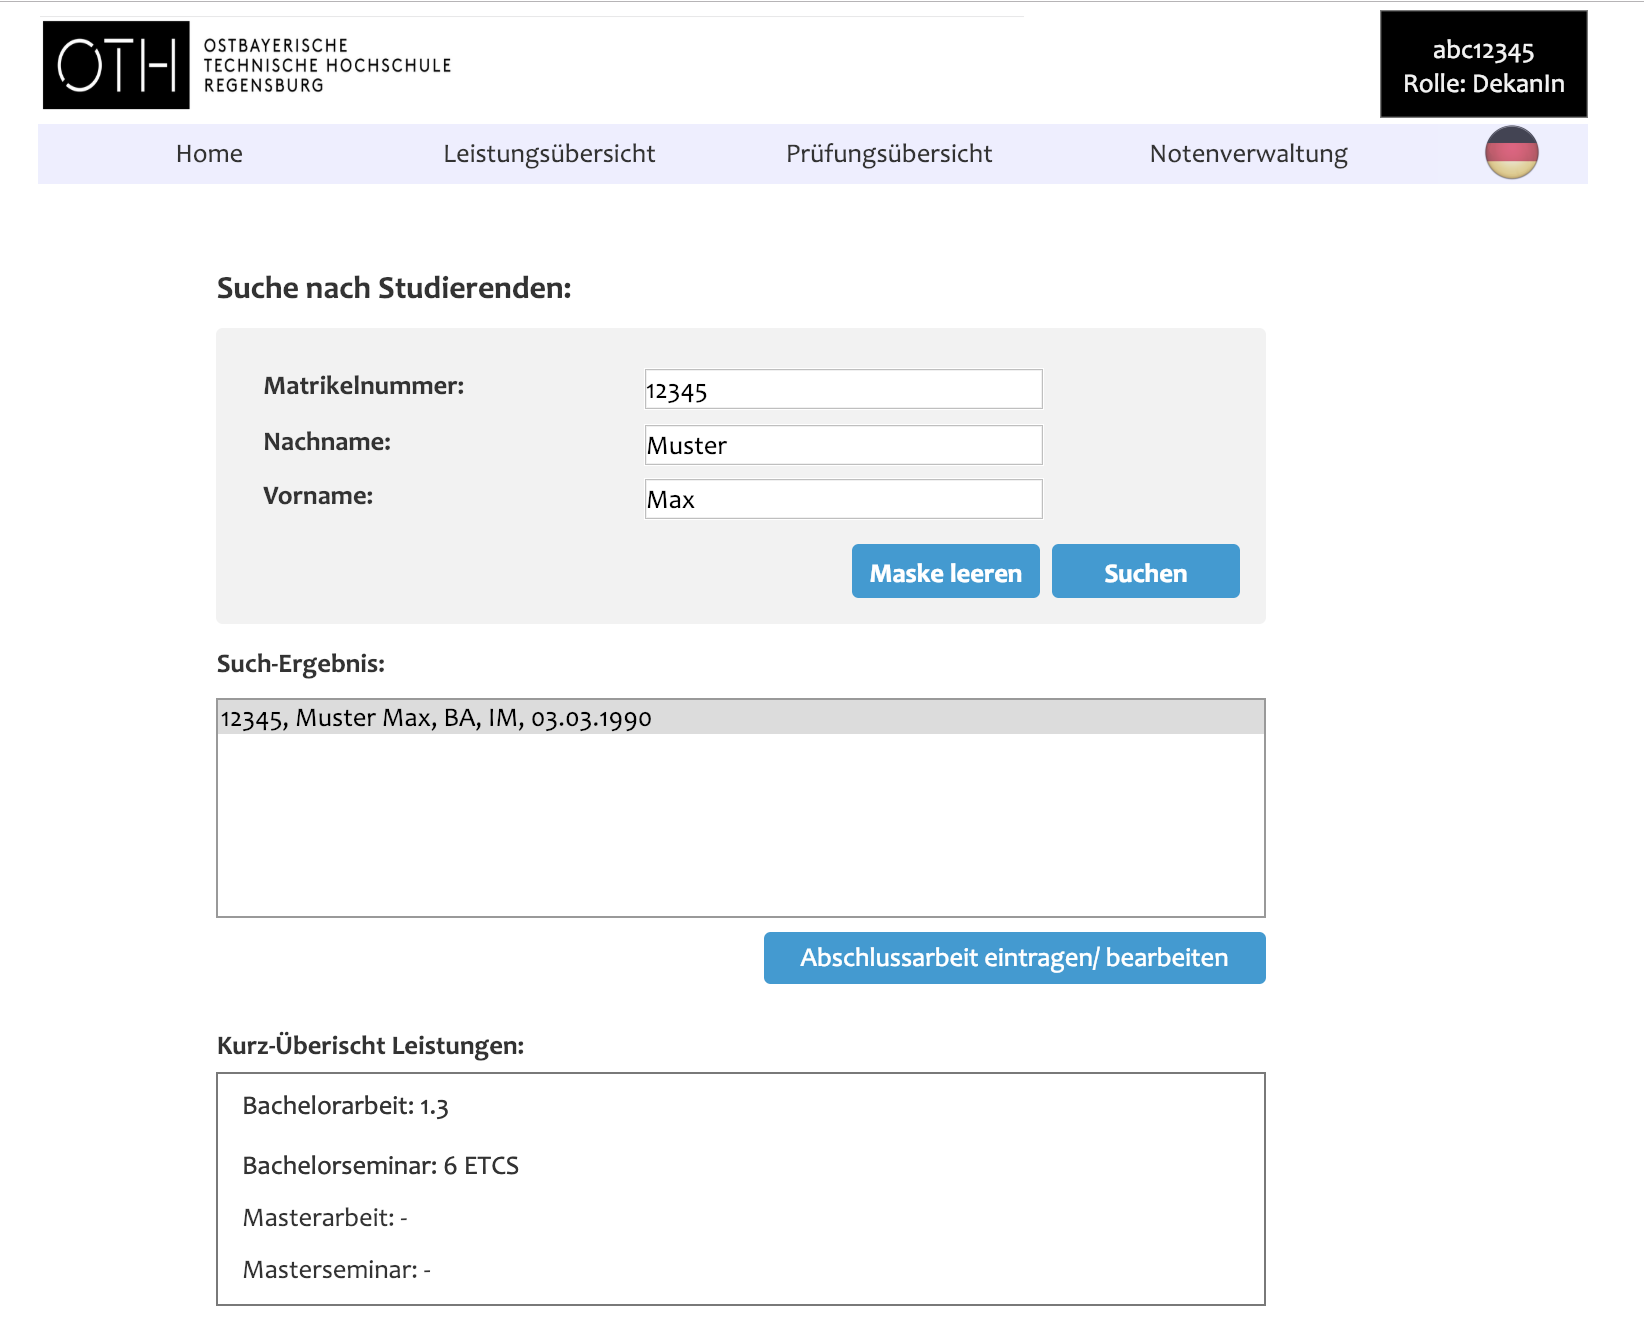 OTH
OSTBAYERISCHE
TECHNISCHE HOCHSCHULE
REGENSBURG
abc12345
Rolle: DekanIn
Home Leistungsübersicht Prüfungsübersicht Notenverwaltung
Suche nach Studierenden:
Matrikelnummer: 12345
Nachname: Muster
Vorname: Max
Maske leeren Suchen
Such-Ergebnis:
12345, Muster Max, BA, IM, 03.03.1990
Abschlussarbeit eintragen/ bearbeiten
Kurz-Überischt Leistungen:
Bachelorarbeit: 1.3
Bachelorseminar: 6 ETCS
Masterarbeit: -
Masterseminar: -